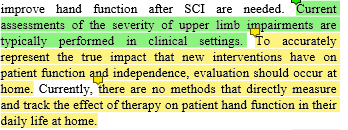 improve hand function after SCI are needed. Current
assessments of the severity of upper limb impairments are
typically performed in clinical settings. To accurately
represent the true impact that new interventions have on
patient function and independence, evaluation should occur at
home. Currently, there are no methods that directly measure
and track the effect of therapy on patient hand function in their
daily life at home.